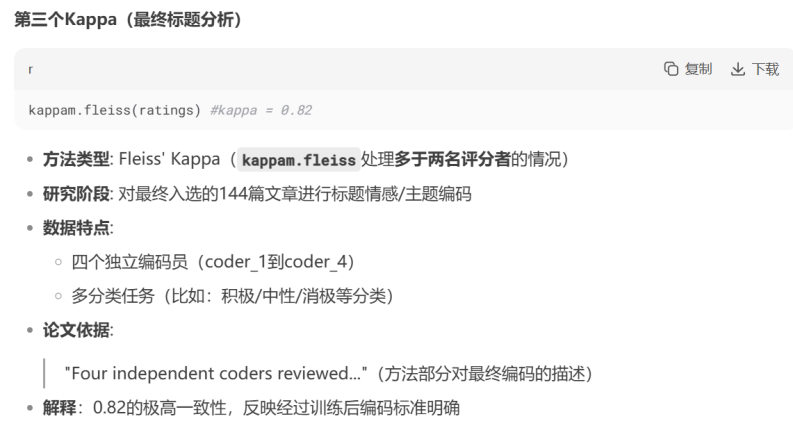 第三个Kappa（最终标题分析）
r 复制 下载
kappam.fleiss(ratings) #kappa = 0.82
• 方法类型: Fleiss' Kappa（kappam.fleiss处理多于两名评分者的情况）
• 研究阶段: 对最终入选的144篇文章进行标题情感/主题编码
• 数据特点:
○ 四个独立编码员（coder_1到coder_4）
○ 多分类任务（比如：积极/中性/消极等分类）
• 论文依据:
"Four independent coders reviewed..."（方法部分对最终编码的描述）
• 解释：0.82的极高一致性，反映经过训练后编码标准明确